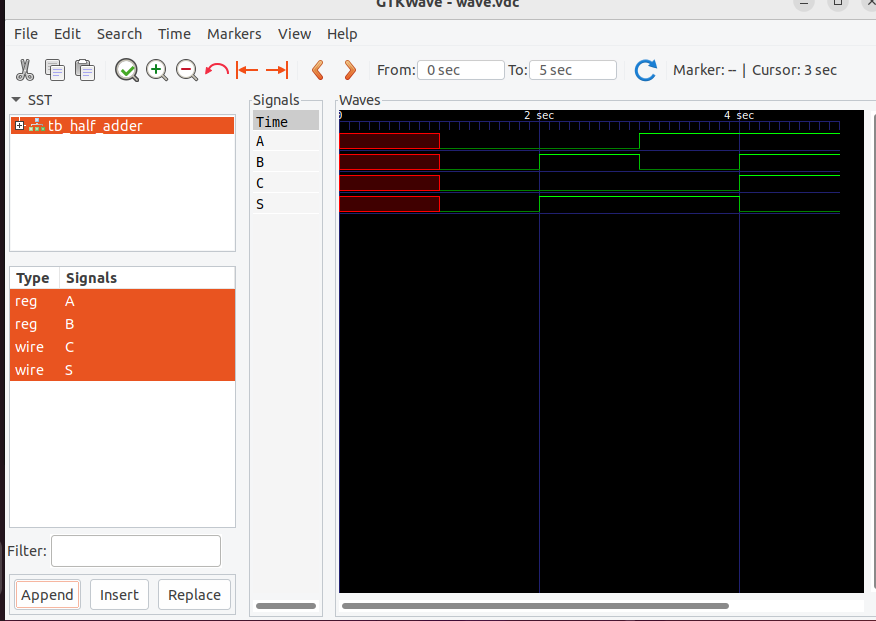 GTKWave - wave.vdc
File Edit Search Time Markers View Help
From: 0 sec To: 5 sec Marker: -- | Cursor: 3 sec
SST
tb_half_adder
Type Signals
reg A
reg B
wire C
wire S
Filter:
Append Insert Replace
Signals
Time
A
B
C
S
Waves
0 2 sec 4 sec